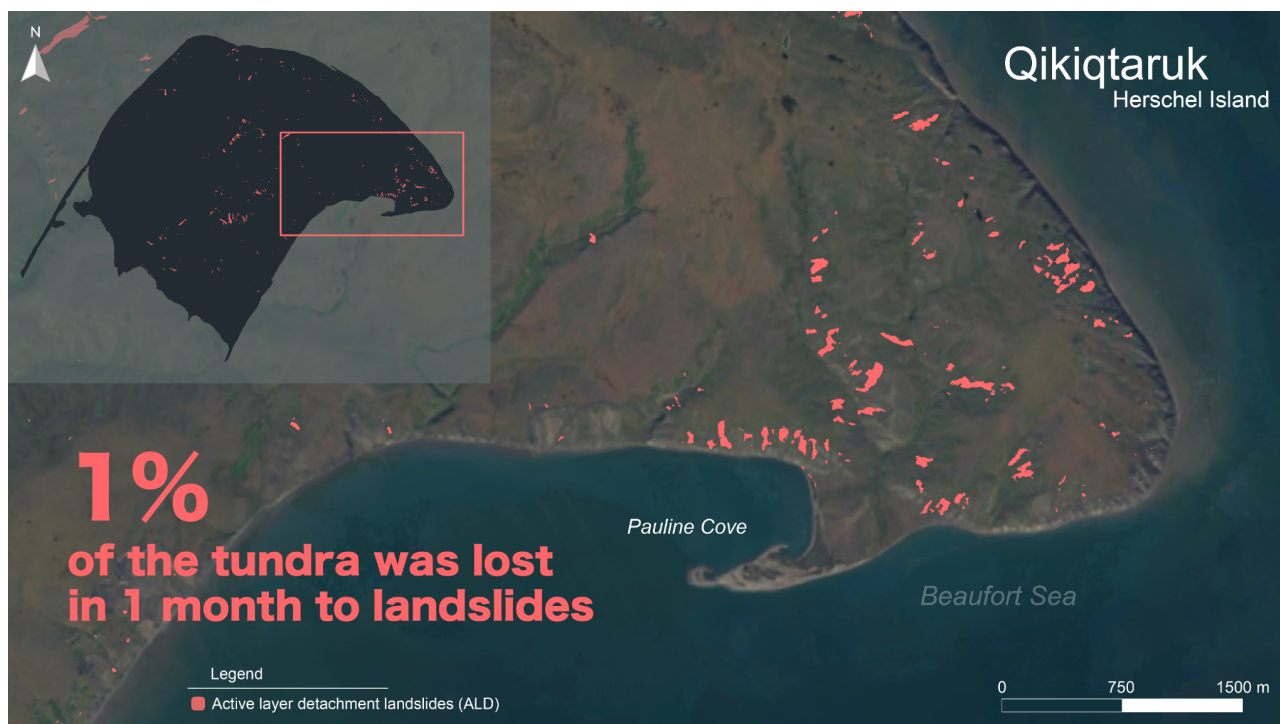 N
Qikiqtaruk
Herschel Island
1%
of the tundra was lost
in 1 month to landslides
Pauline Cove
Beaufort Sea
Legend
Active layer detachment landslides (ALD)
0 750 1500 m